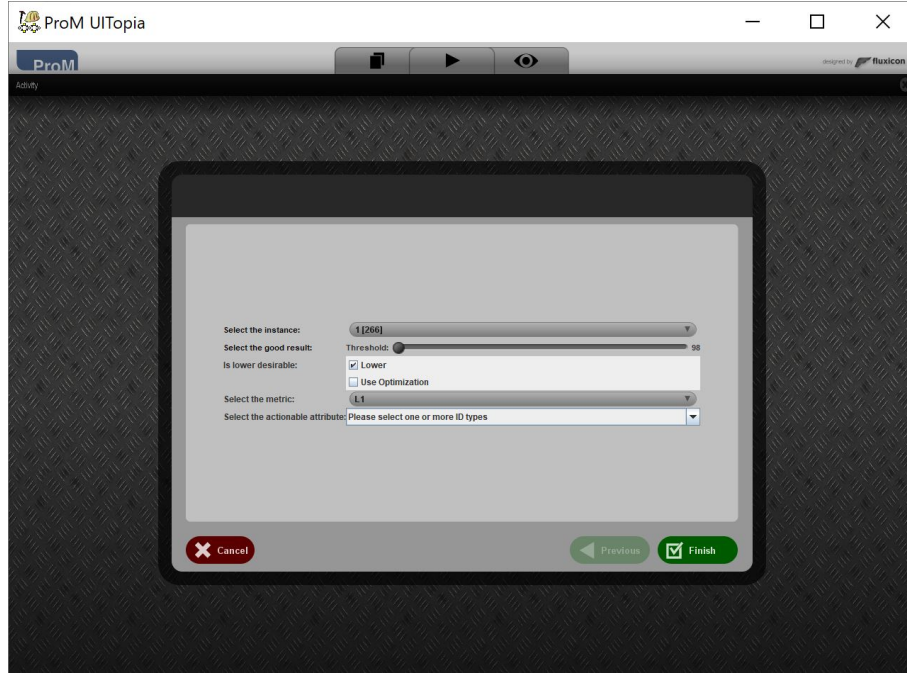 ProM UITopia
ProM
designed by fluxicon
Activity
Select the instance: 1 [266]
Select the good result: Threshold: 98
Is lower desirable: Lower
Use Optimization
Select the metric: L1
Select the actionable attribute: Please select one or more ID types
Cancel Previous Finish